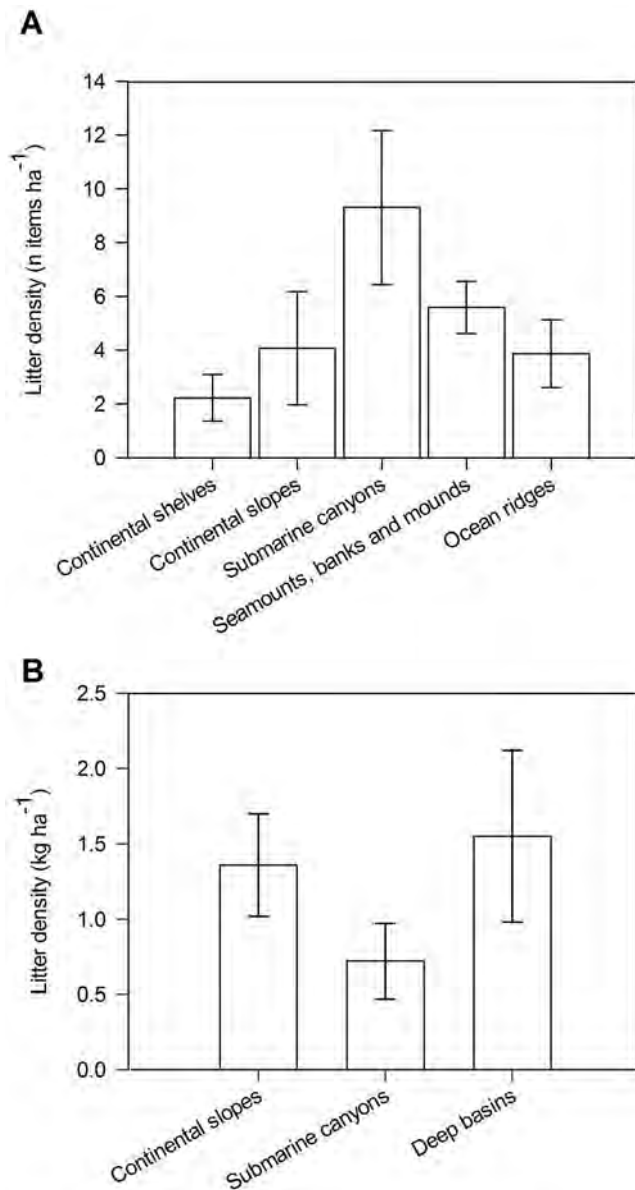 A
Litter density (n items ha⁻¹)
14
12
10
8
6
4
2
0
Continental shelves
Continental slopes
Submarine canyons
Seamounts, banks and mounds
Ocean ridges
B
Litter density (kg ha⁻¹)
2.5
2.0
1.5
1.0
0.5
0.0
Continental slopes
Submarine canyons
Deep basins